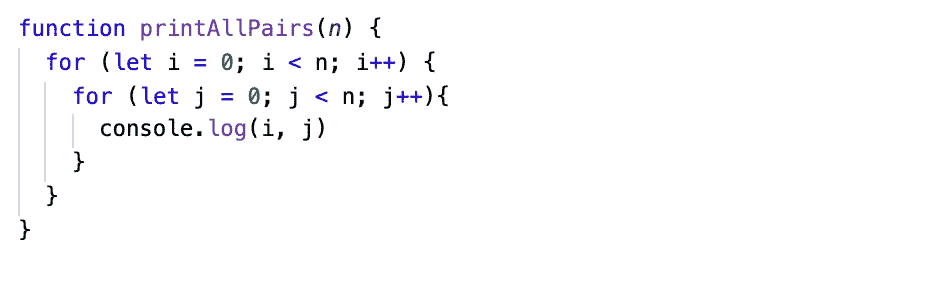 function printAllPairs(n) {
  for (let i = 0; i < n; i++) {
    for (let j = 0; j < n; j++){
      console.log(i, j)
    }
  }
}